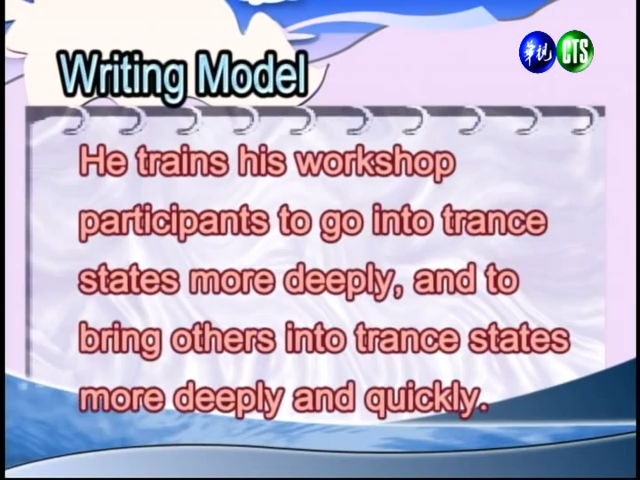 Writing Model
華視 CTS
He trains his workshop
participants to go into trance
states more deeply, and to
bring others into trance states
more deeply and quickly.